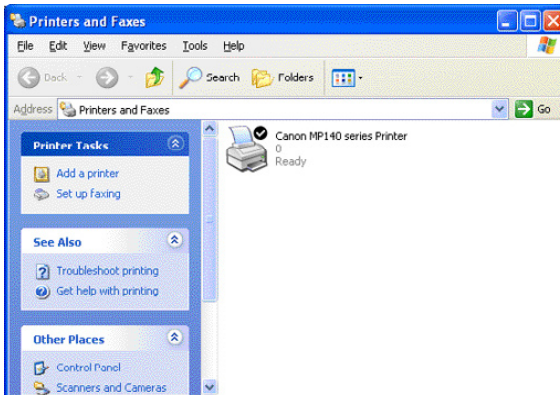 Printers and Faxes
File Edit View Favorites Tools Help
Back Search Folders
Address Printers and Faxes Go
Printer Tasks
Add a printer
Set up faxing
See Also
Troubleshoot printing
Get help with printing
Other Places
Control Panel
Scanners and Cameras
Canon MP140 series Printer
0
Ready